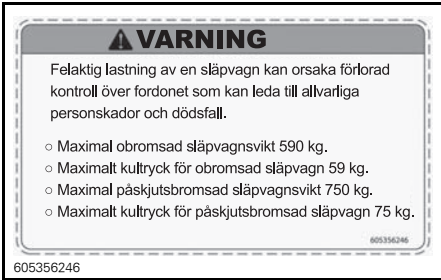 VARNING
Felaktig lastning av en släpvagn kan orsaka förlorad
kontroll över fordonet som kan leda till allvarliga
personskador och dödsfall.
○ Maximal obromsad släpvagnsvikt 590 kg.
○ Maximalt kultryck för obromsad släpvagn 59 kg.
○ Maximal påskjutsbromsad släpvagnsvikt 750 kg.
○ Maximalt kultryck för påskjutsbromsad släpvagn 75 kg.
605356246
605356246